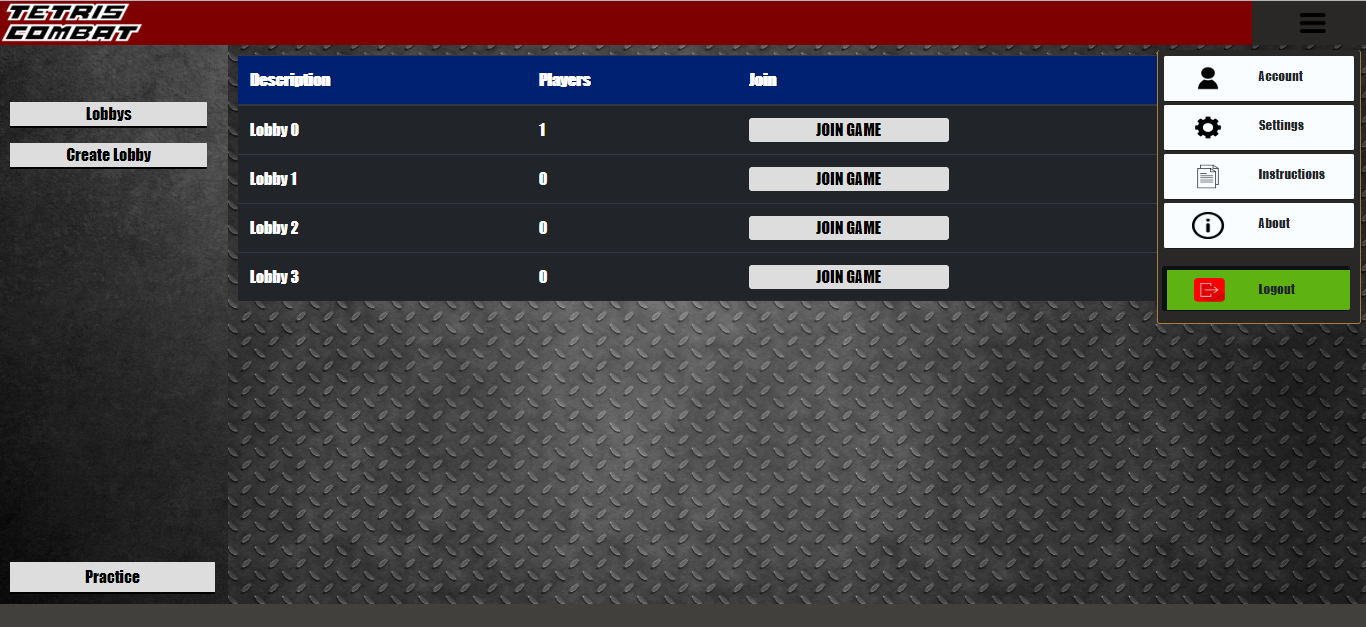 TETRIS
COMBAT
Lobbys
Create Lobby
Practice
Description Players Join
Lobby 0 1 JOIN GAME
Lobby 1 0 JOIN GAME
Lobby 2 0 JOIN GAME
Lobby 3 0 JOIN GAME
Account
Settings
Instructions
About
Logout